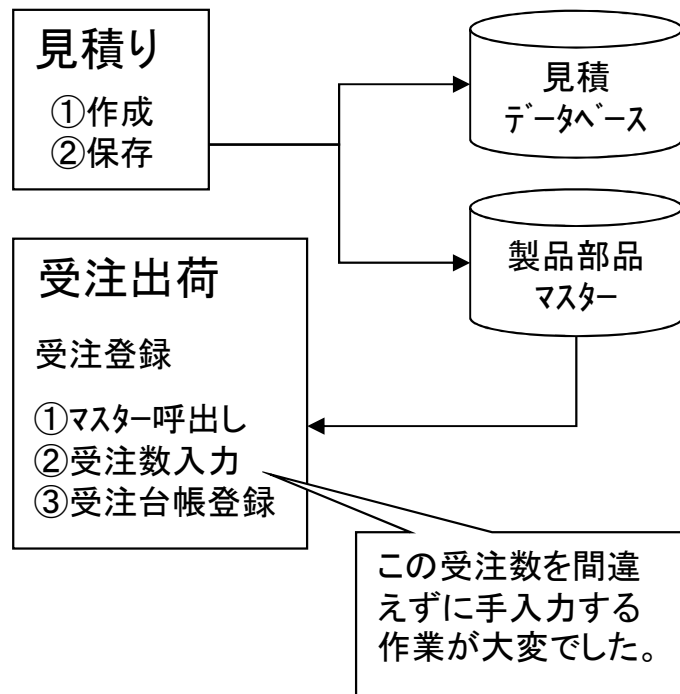 見積り
①作成
②保存
見積
ﾃﾞｰﾀﾍﾞｰｽ
製品部品
ﾏｽﾀｰ
受注出荷
受注登録
①ﾏｽﾀｰ呼出し
②受注数入力
③受注台帳登録
この受注数を間違
えずに手入力する
作業が大変でした。